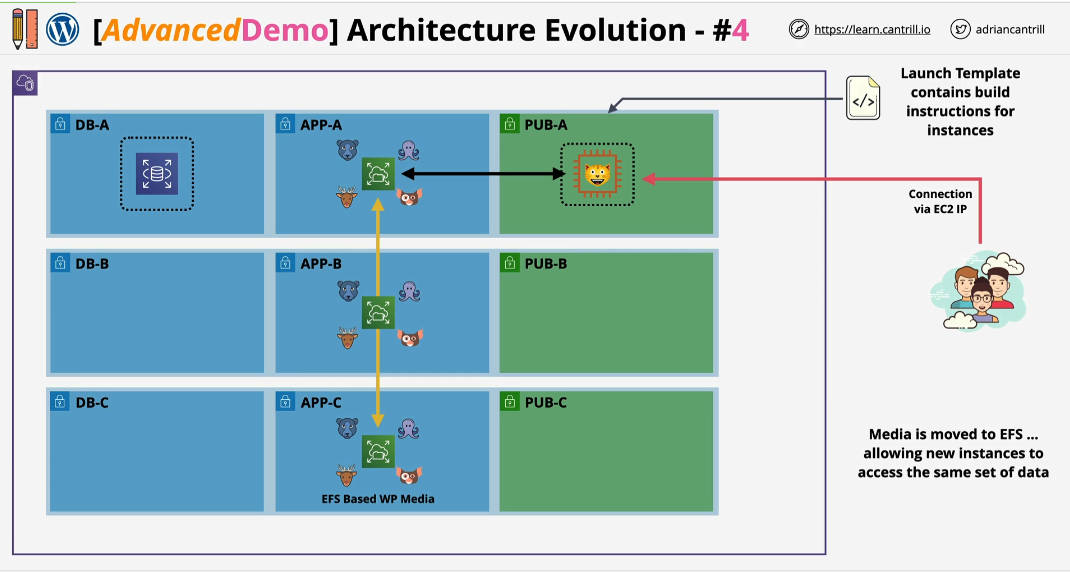 [AdvancedDemo] Architecture Evolution - #4
https://learn.cantrill.io
adriancantrill
Launch Template
contains build
instructions for
instances
DB-A
APP-A
PUB-A
Connection
via EC2 IP
DB-B
APP-B
PUB-B
DB-C
APP-C
PUB-C
EFS Based WP Media
Media is moved to EFS ...
allowing new instances to
access the same set of data